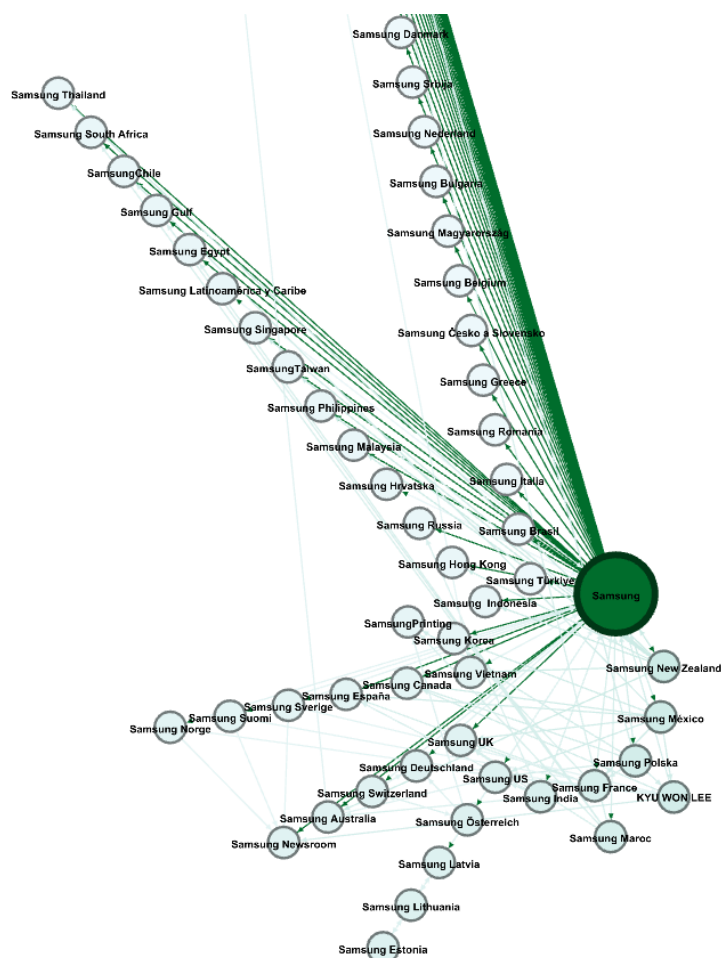 Samsung Danmark
Samsung Srbija
Samsung Thailand
Samsung South Africa
Samsung Nederland
SamsungChile
Samsung Bulgaria
Samsung Gulf
Samsung Magyarország
Samsung Egypt
Samsung Belgium
Samsung Latinoamérica y Caribe
Samsung Singapore
Samsung Česko a Slovensko
SamsungTaiwan
Samsung Greece
Samsung Philippines
Samsung Romania
Samsung Malaysia
Samsung Italia
Samsung Hrvatska
Samsung Russia
Samsung Brasil
Samsung Hong Kong
Samsung Türkiye
Samsung
Samsung Indonesia
SamsungPrinting
Samsung Korea
Samsung New Zealand
Samsung Vietnam
Samsung Canada
Samsung España
Samsung Sverige
Samsung Suomi
Samsung Norge
Samsung México
Samsung UK
Samsung Polska
Samsung Deutschland
Samsung US
Samsung France
Samsung Switzerland
Samsung India
KYU WON LEE
Samsung Australia
Samsung Österreich
Samsung Maroc
Samsung Newsroom
Samsung Latvia
Samsung Lithuania
Samsung Estonia